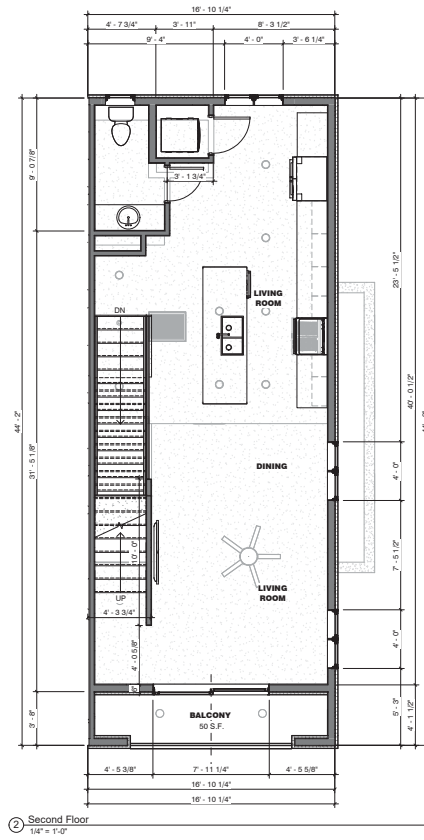 16' - 10 1/4"
4' - 7 3/4"
3' - 11"
8' - 3 1/2"
9' - 4"
4' - 0"
3' - 6 1/4"
9' - 0 7/8"
3' - 1 3/4"
LIVING
ROOM
23' - 5 1/2"
DN
40' - 0 1/2"
44' - 2"
31' - 5 1/8"
DINING
4' - 0"
7' - 5 1/2"
10' - 0"
LIVING
ROOM
UP
4' - 3 3/4"
4' - 0 5/8"
4' - 0"
6"
BALCONY
50 S.F.
3' - 8"
5' - 3"
4' - 1 1/2"
4' - 5 3/8"
7' - 11 1/4"
4' - 5 5/8"
16' - 10 1/4"
16' - 10 1/4"
2
Second Floor
1/4" = 1'-0"